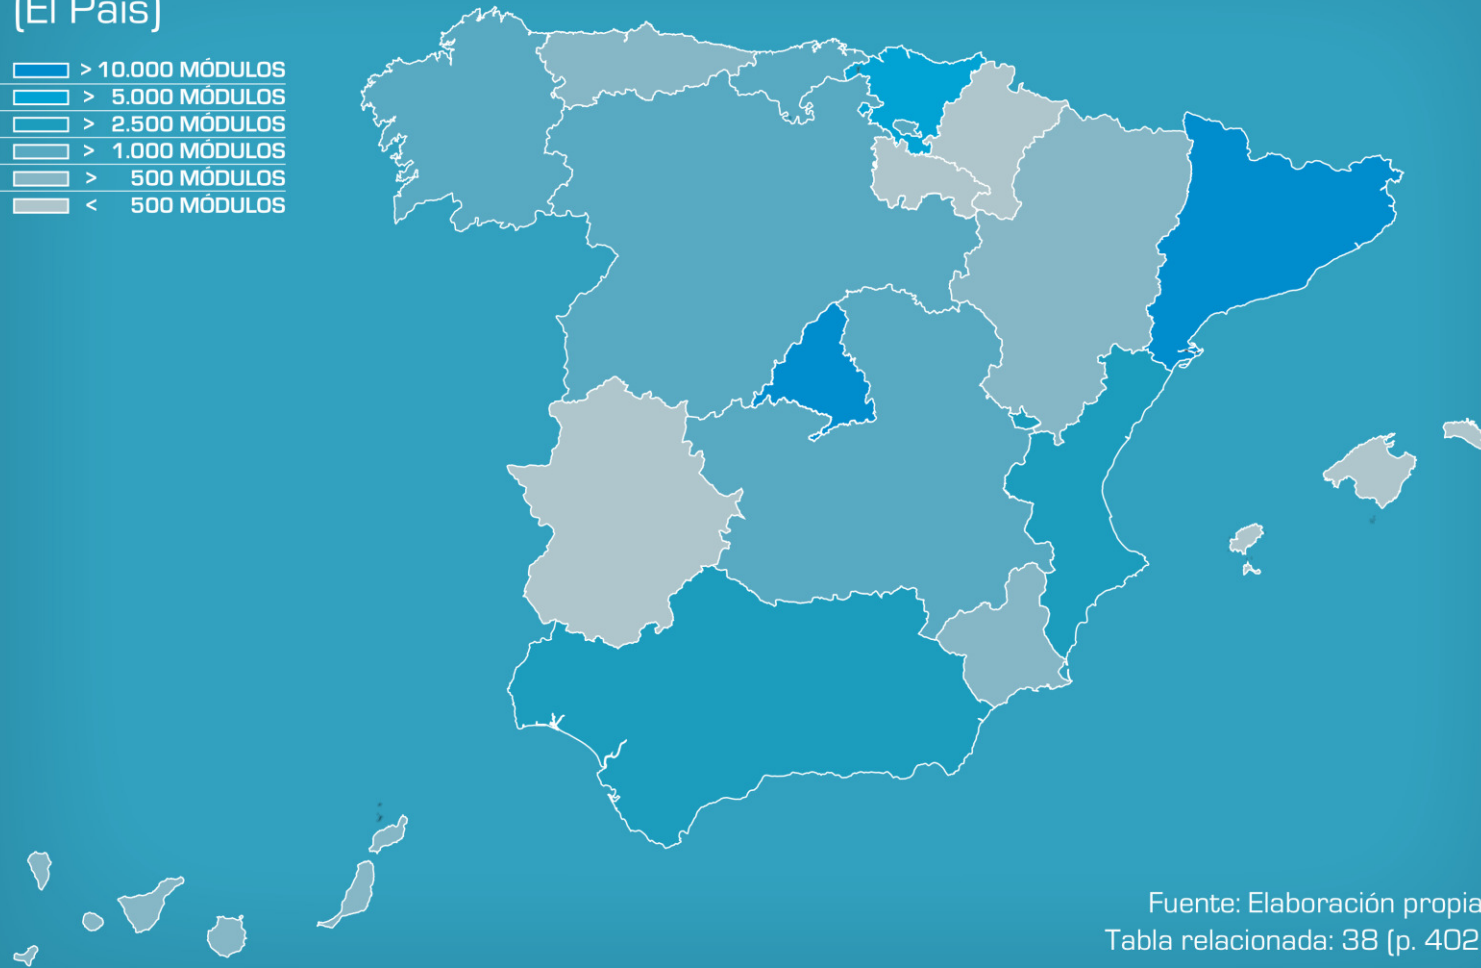 (El País)
> 10.000 MÓDULOS
> 5.000 MÓDULOS
> 2.500 MÓDULOS
> 1.000 MÓDULOS
> 500 MÓDULOS
< 500 MÓDULOS
Fuente: Elaboración propia
Tabla relacionada: 38 (p. 402